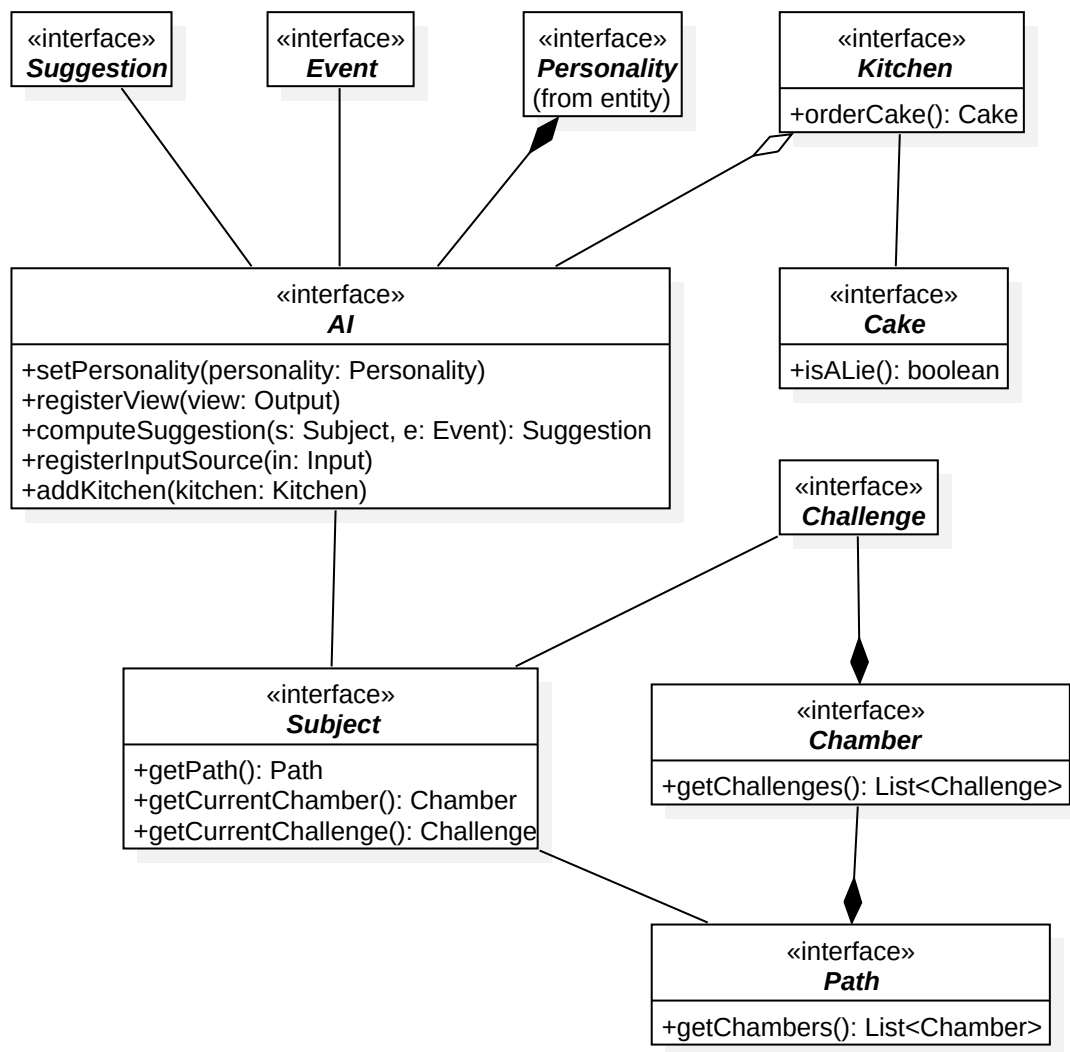 «interface»
Suggestion
«interface»
Event
«interface»
Personality
(from entity)
«interface»
Kitchen
+orderCake(): Cake
«interface»
AI
+setPersonality(personality: Personality)
+registerView(view: Output)
+computeSuggestion(s: Subject, e: Event): Suggestion
+registerInputSource(in: Input)
+addKitchen(kitchen: Kitchen)
«interface»
Cake
+isALie(): boolean
«interface»
Challenge
«interface»
Subject
+getPath(): Path
+getCurrentChamber(): Chamber
+getCurrentChallenge(): Challenge
«interface»
Chamber
+getChallenges(): List<Challenge>
«interface»
Path
+getChambers(): List<Chamber>